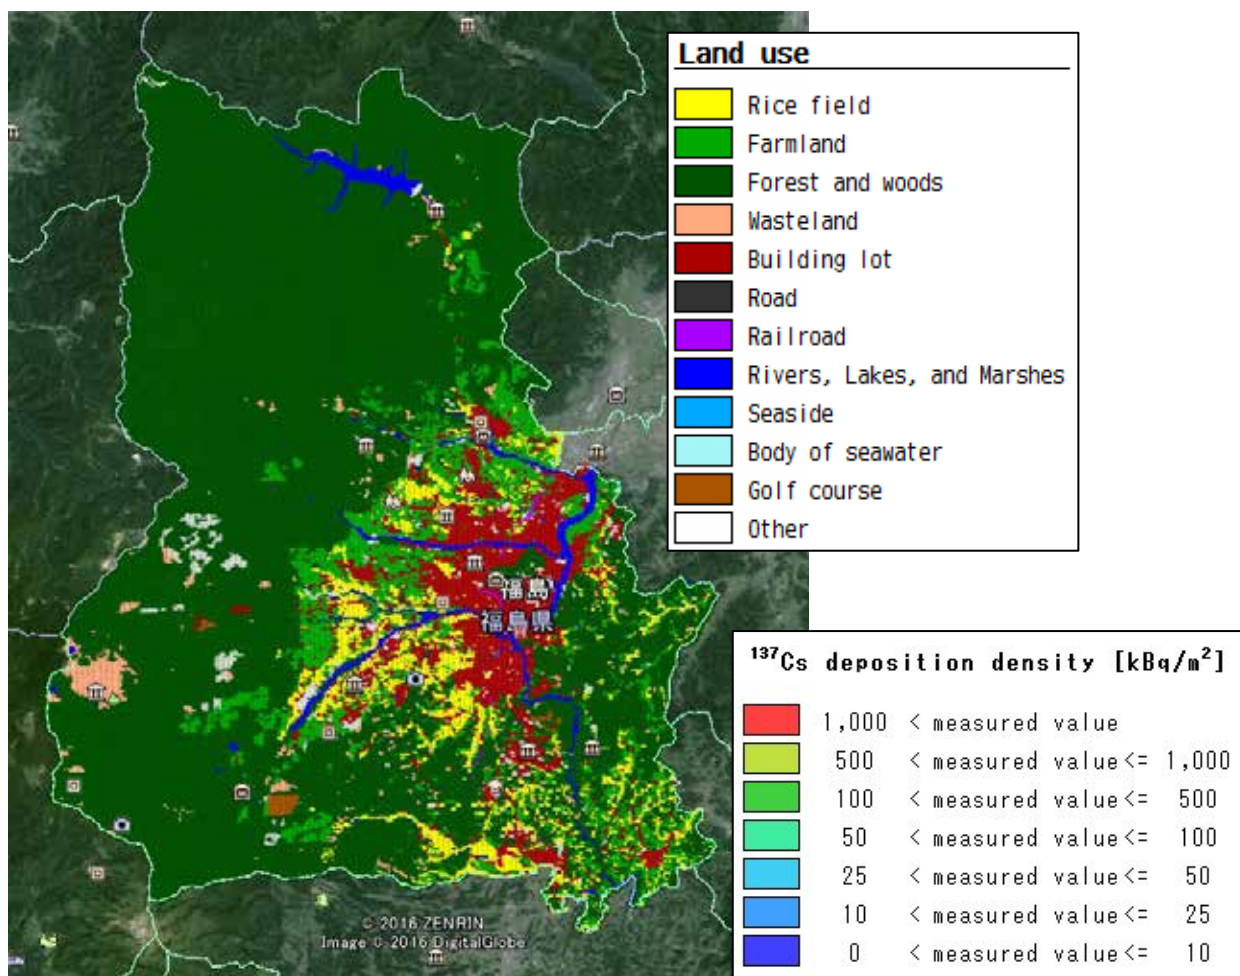 Land use
Rice field
Farmland
Forest and woods
Wasteland
Building lot
Road
Railroad
Rivers, Lakes, and Marshes
Seaside
Body of seawater
Golf course
Other
福島
福島県
137Cs deposition density [kBq/m2]
1,000 < measured value
500 < measured value<= 1,000
100 < measured value<= 500
50 < measured value<= 100
25 < measured value<= 50
10 < measured value<= 25
0 < measured value<= 10
© 2016 ZENRIN
Image © 2016 DigitalGlobe